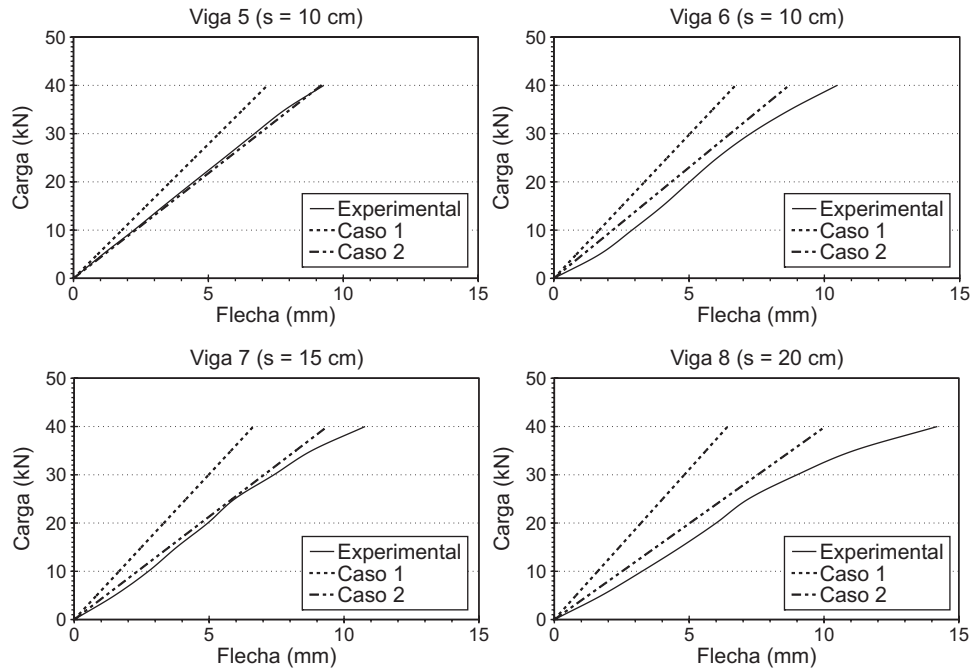 Viga 5 (s = 10 cm)
50
40
30
20
10
0
Carga (kN)
Experimental
Caso 1
Caso 2
0 5 10 15
Flecha (mm)
Viga 6 (s = 10 cm)
50
40
30
20
10
0
Carga (kN)
Experimental
Caso 1
Caso 2
0 5 10 15
Flecha (mm)
Viga 7 (s = 15 cm)
50
40
30
20
10
0
Carga (kN)
Experimental
Caso 1
Caso 2
0 5 10 15
Flecha (mm)
Viga 8 (s = 20 cm)
50
40
30
20
10
0
Carga (kN)
Experimental
Caso 1
Caso 2
0 5 10 15
Flecha (mm)